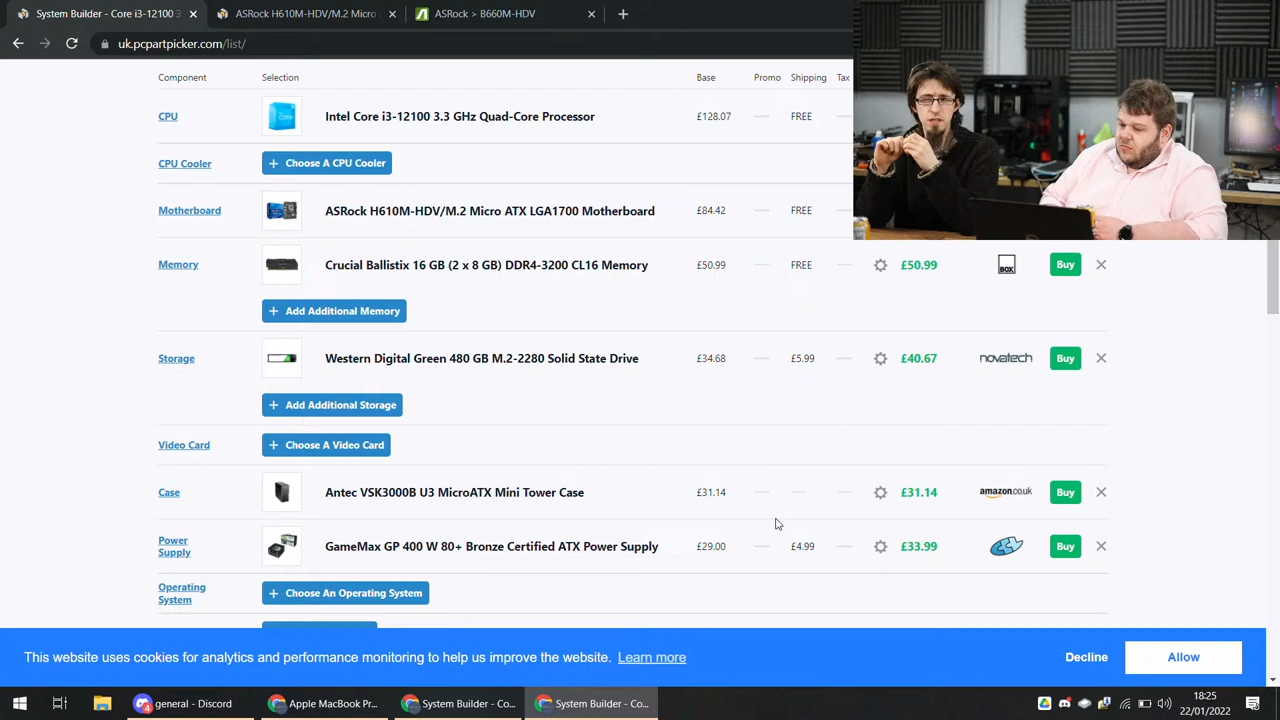 System Builder - Core i3-12100 3
ASRock H610M-HDV/M.2 Micro
ASRock > B660M-HDV
uk.pcpartpicker.com/list/
Component Selection Base Promo Shipping Tax
CPU Intel Core i3-12100 3.3 GHz Quad-Core Processor £128.07 FREE
CPU Cooler + Choose A CPU Cooler
Motherboard ASRock H610M-HDV/M.2 Micro ATX LGA1700 Motherboard £84.42 FREE
Memory Crucial Ballistix 16 GB (2 x 8 GB) DDR4-3200 CL16 Memory £50.99 FREE £50.99 BOX Buy
+ Add Additional Memory
Storage Western Digital Green 480 GB M.2-2280 Solid State Drive £34.68 £5.99 £40.67 novatech Buy
+ Add Additional Storage
Video Card + Choose A Video Card
Case Antec VSK3000B U3 MicroATX Mini Tower Case £31.14 £31.14 amazon.co.uk Buy
Power Supply GameMax GP 400 W 80+ Bronze Certified ATX Power Supply £29.00 £4.99 £33.99 Buy
Operating System + Choose An Operating System
This website uses cookies for analytics and performance monitoring to help us improve the website. Learn more Decline Allow
general - Discord
Apple MacBook P...
System Builder - Co...
System Builder - Co...
18:25
22/01/2022